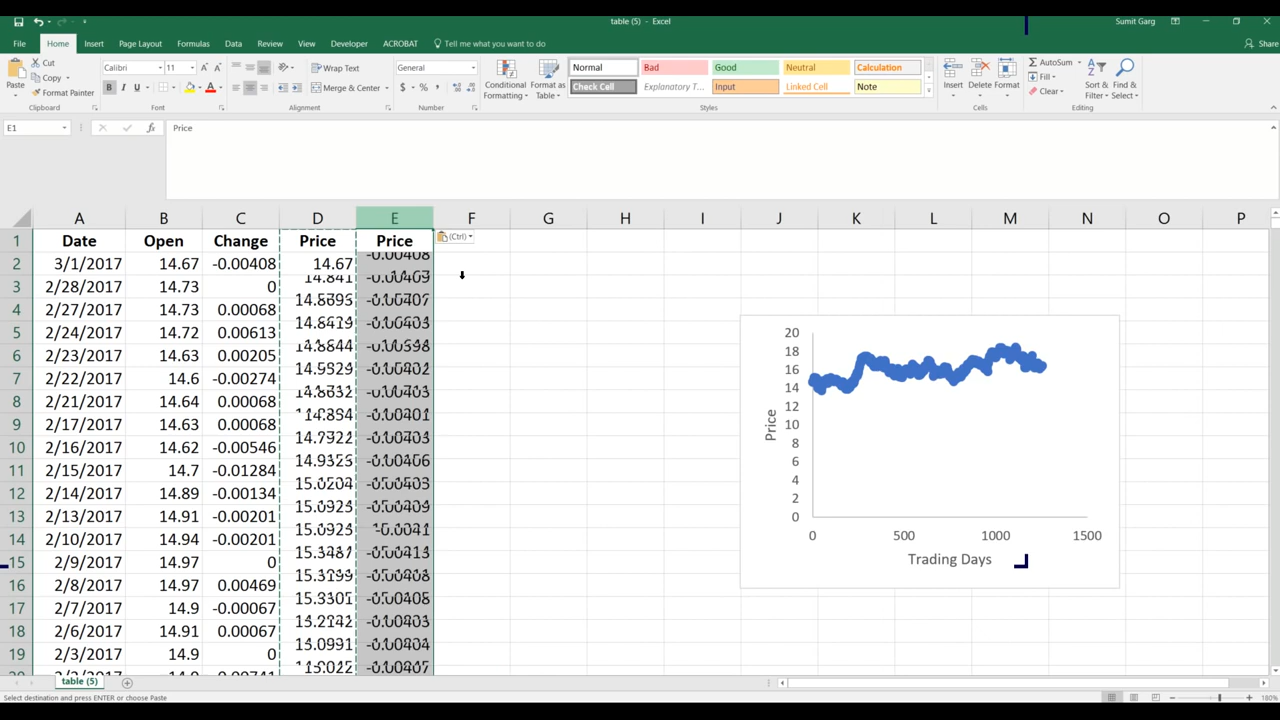 table (5) - Excel
Sumit Garg
File Home Insert Page Layout Formulas Data Review View Developer ACROBAT Tell me what you want to do Share
Paste
Cut
Copy
Format Painter
Clipboard
Calibri 11
B I U
Font
Wrap Text
Merge & Center
Alignment
General
$ % ,
Number
Conditional Formatting
Format as Table
Normal Bad Good Neutral Calculation
Check Cell Explanatory T... Input Linked Cell Note
Styles
Insert Delete Format
Cells
AutoSum
Fill
Clear
Sort & Filter
Find & Select
Editing
E1 fx Price
A B C D E F G H I J K L M N O P
1 Date Open Change Price Price
(Ctrl)
2 3/1/2017 14.67 -0.00408 14.67
3 2/28/2017 14.73 0
4 2/27/2017 14.73 0.00068
5 2/24/2017 14.72 0.00613
6 2/23/2017 14.63 0.00205
7 2/22/2017 14.6 -0.00274
8 2/21/2017 14.64 0.00068
9 2/17/2017 14.63 0.00068
10 2/16/2017 14.62 -0.00546
11 2/15/2017 14.7 -0.01284
12 2/14/2017 14.89 -0.00134
13 2/13/2017 14.91 -0.00201
14 2/10/2017 14.94 -0.00201
15 2/9/2017 14.97 0
16 2/8/2017 14.97 0.00469
17 2/7/2017 14.9 -0.00067
18 2/6/2017 14.91 0.00067
19 2/3/2017 14.9 0
20
18
16
14
12
10
8
6
4
2
0
Price
0 500 1000 1500
Trading Days
table (5)
Select destination and press ENTER or choose Paste
180%